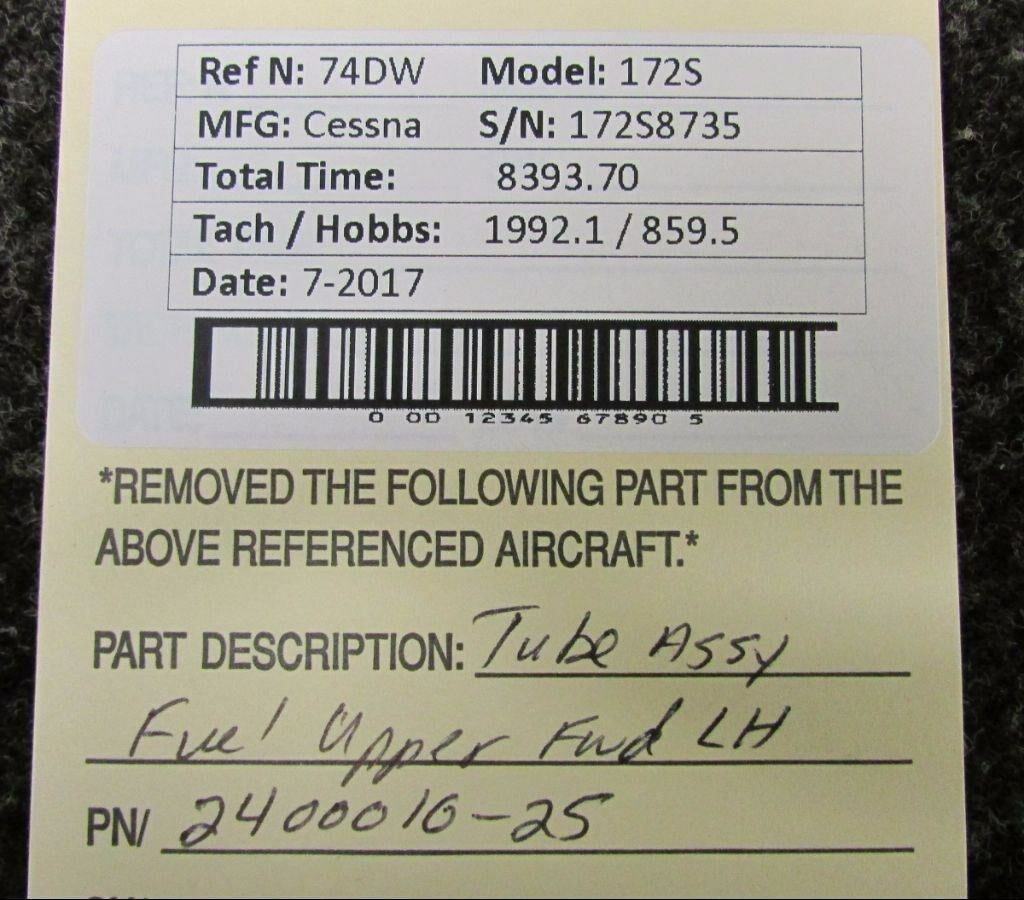 Ref N: 74DW Model: 172S
MFG: Cessna S/N: 172S8735
Total Time: 8393.70
Tach / Hobbs: 1992.1 / 859.5
Date: 7-2017
0 00 12345 67890 5
*REMOVED THE FOLLOWING PART FROM THE
ABOVE REFERENCED AIRCRAFT.*
PART DESCRIPTION: Tube Assy
Fuel Upper Fwd LH
PN/ 2400010-25